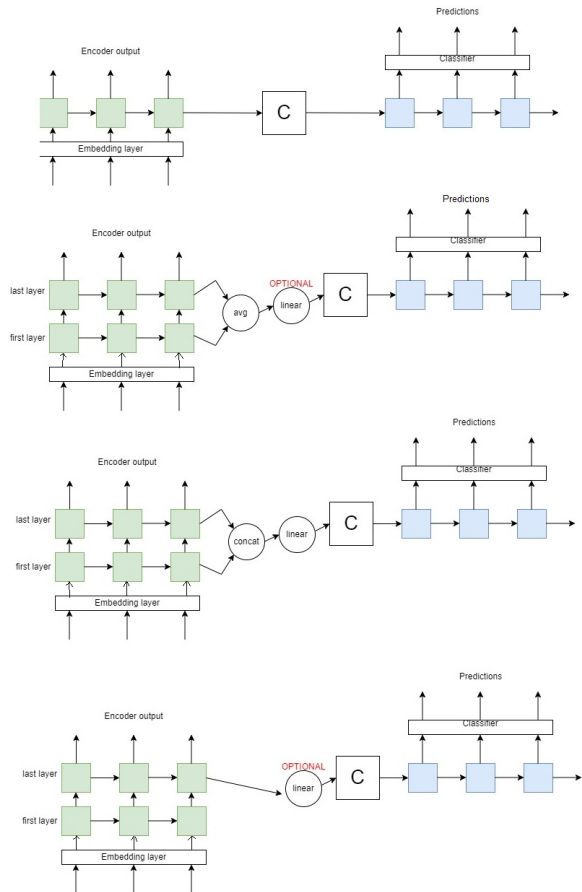 Predictions
Encoder output
Classifier
C
Embedding layer
Predictions
Encoder output
Classifier
OPTIONAL
last layer
avg
linear
C
first layer
Embedding layer
Predictions
Encoder output
Classifier
last layer
concat
linear
C
first layer
Embedding layer
Predictions
Encoder output
Classifier
OPTIONAL
last layer
linear
C
first layer
Embedding layer